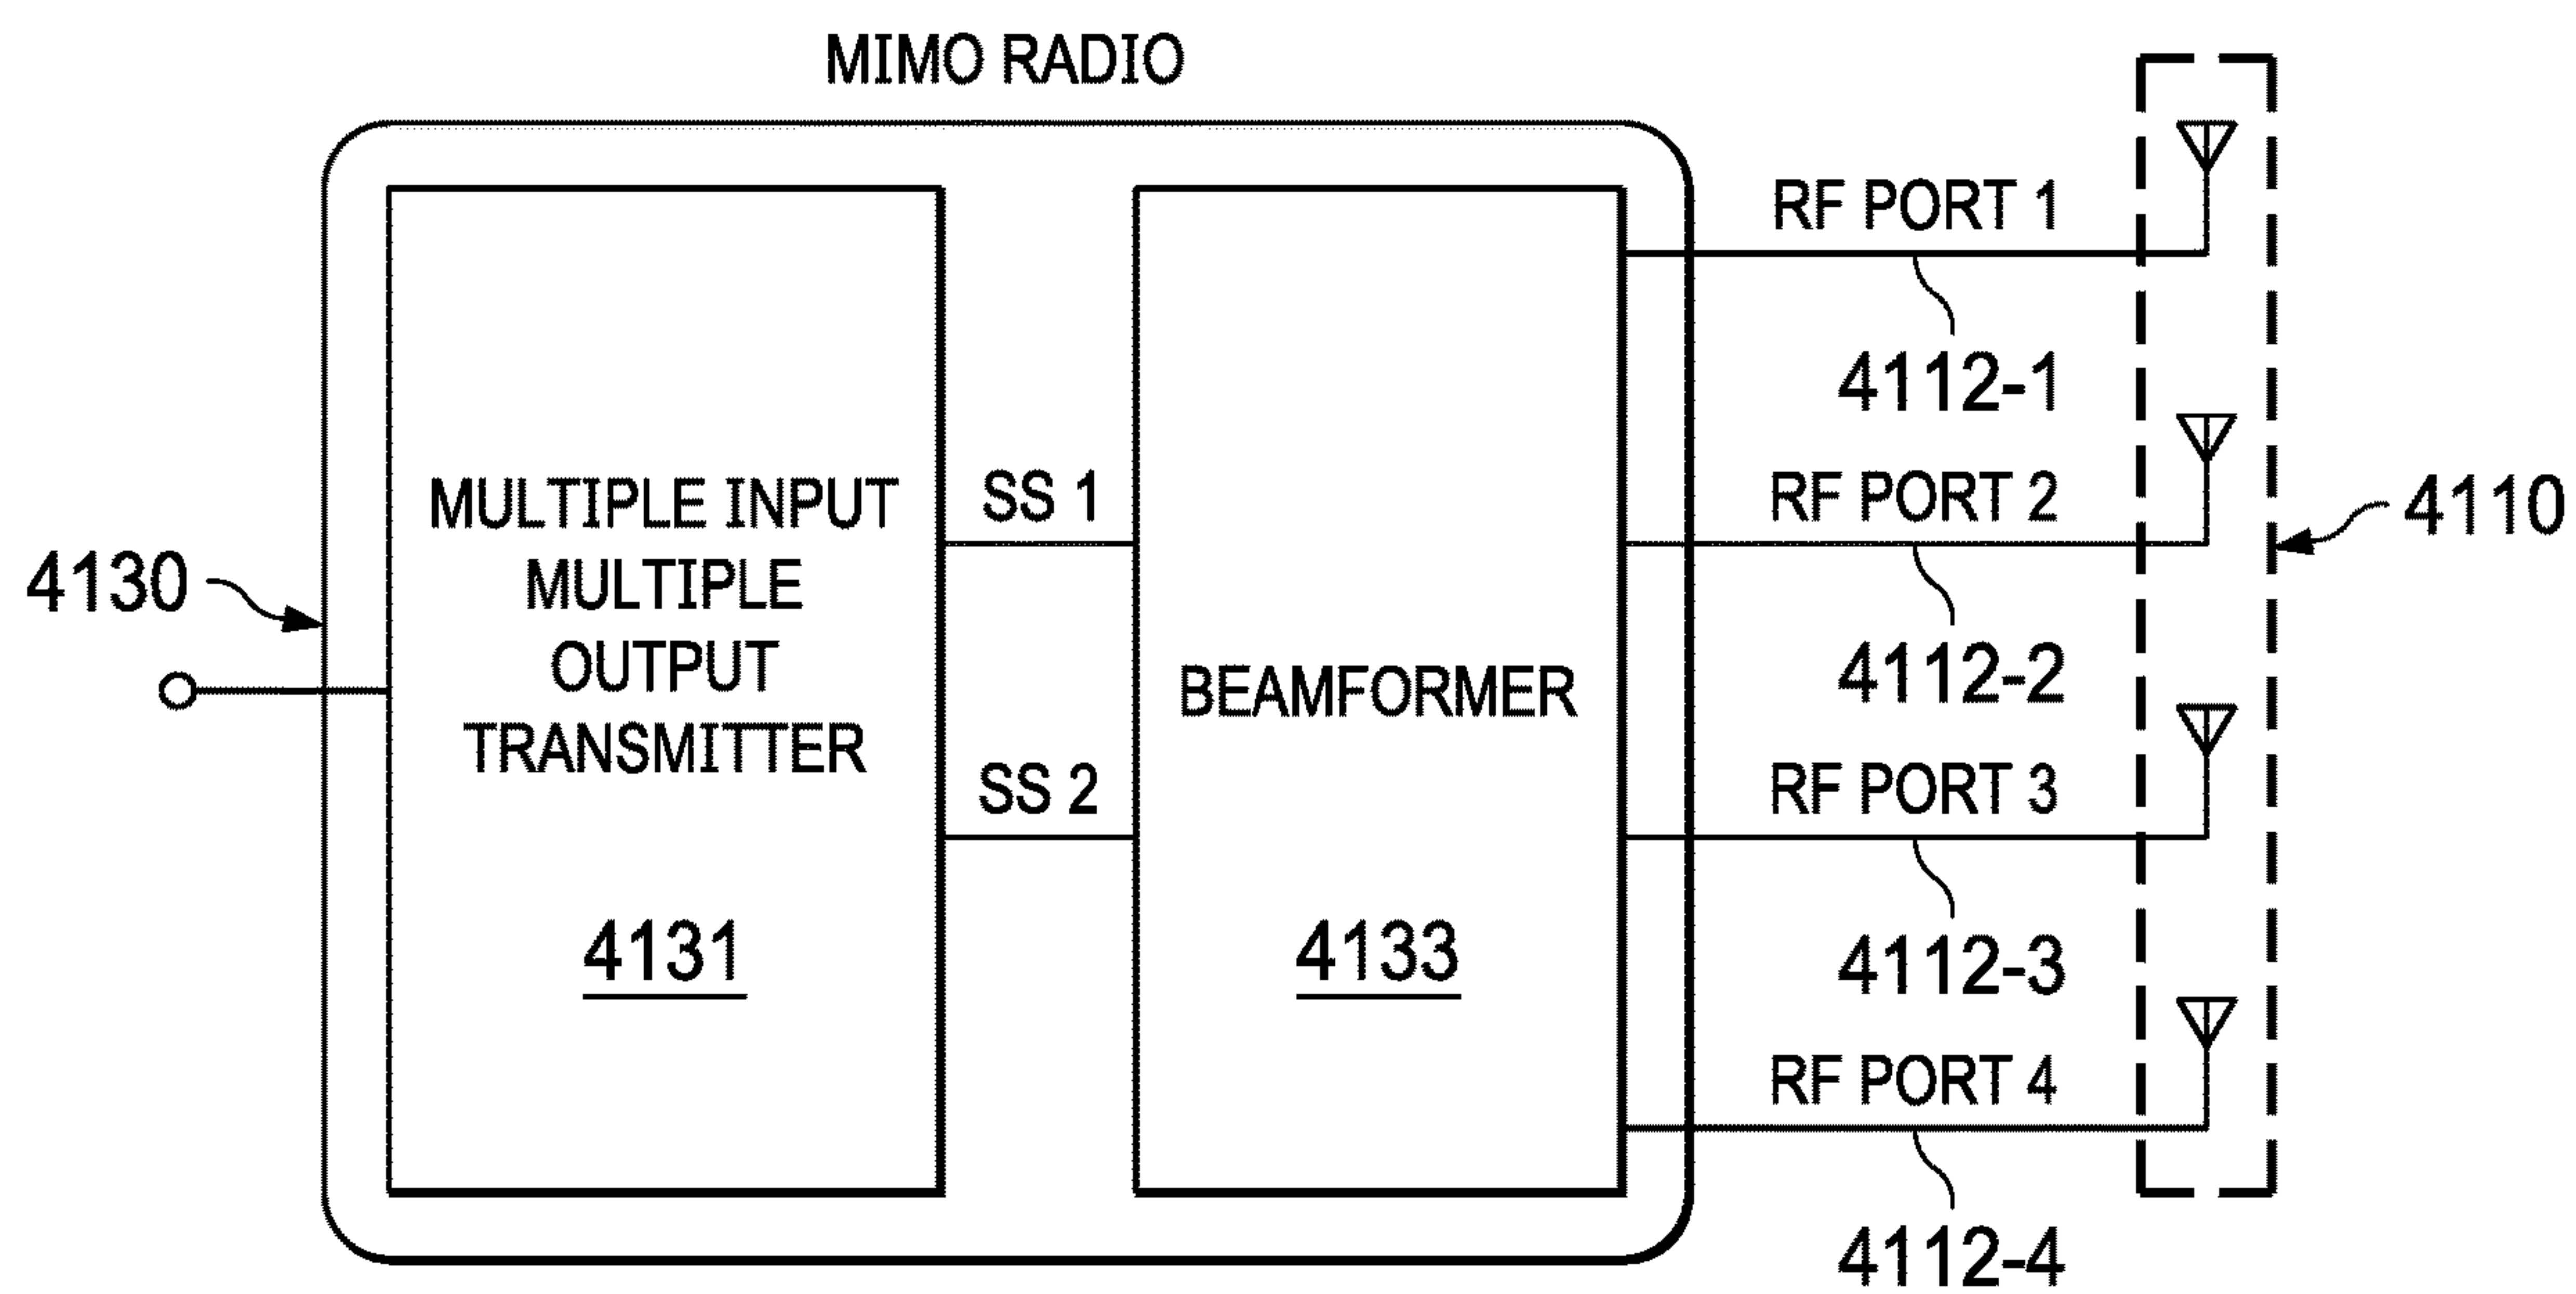 MIMO RADIO
4130
MULTIPLE INPUT
MULTIPLE
OUTPUT
TRANSMITTER
4131
SS 1
SS 2
BEAMFORMER
4133
RF PORT 1
4112-1
RF PORT 2
4112-2
RF PORT 3
4112-3
RF PORT 4
4112-4
4110